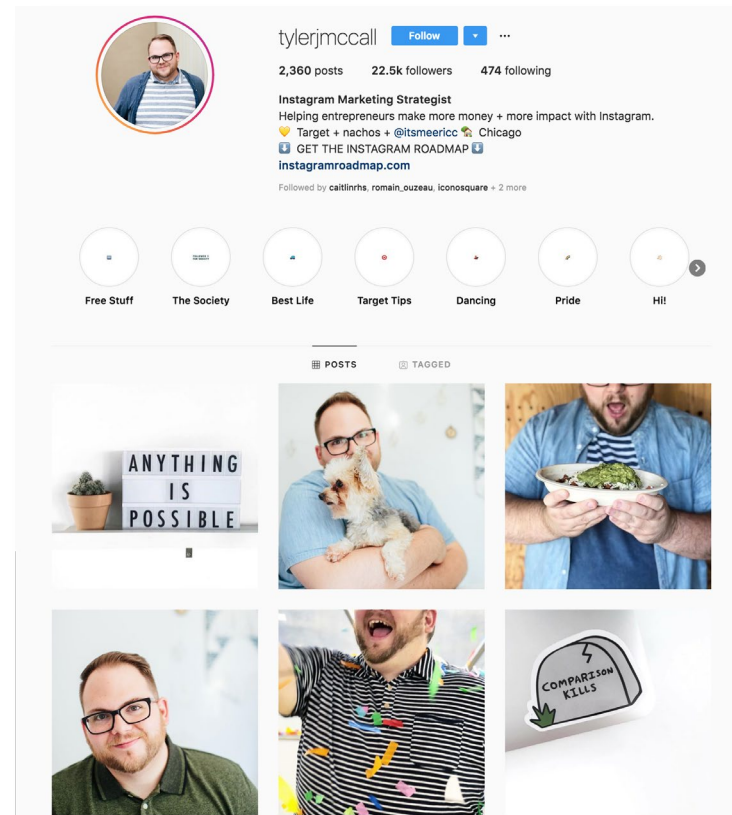 tylerjmccall Follow ...
2,360 posts 22.5k followers 474 following
Instagram Marketing Strategist
Helping entrepreneurs make more money + more impact with Instagram.
💛 Target + nachos + @itsmeericc 🏡 Chicago
⬇️ GET THE INSTAGRAM ROADMAP ⬇️
instagramroadmap.com
Followed by caitlinrhs, romain_ouzeau, iconosquare + 2 more
Free Stuff The Society Best Life Target Tips Dancing Pride Hi!
POSTS TAGGED
ANYTHING
IS
POSSIBLE
COMPARISON
KILLS